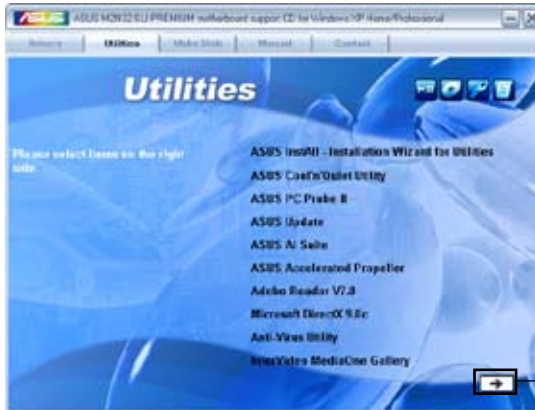 ASUS M2N32 SLI PREMIUM motherboard support CD for Windows XP Home/Professional
Drivers Utilities Make Disk Manual Contact
Utilities
Please select items on the right
side
ASUS InstAll - Installation Wizard for Utilities
ASUS Cool'n'Quiet Utility
ASUS PC Probe II
ASUS Update
ASUS AI Suite
ASUS Accelerated Propeller
Adobe Reader V7.0
Microsoft DirectX 9.0c
Anti-Virus Utility
InterVideo MediaOne Gallery